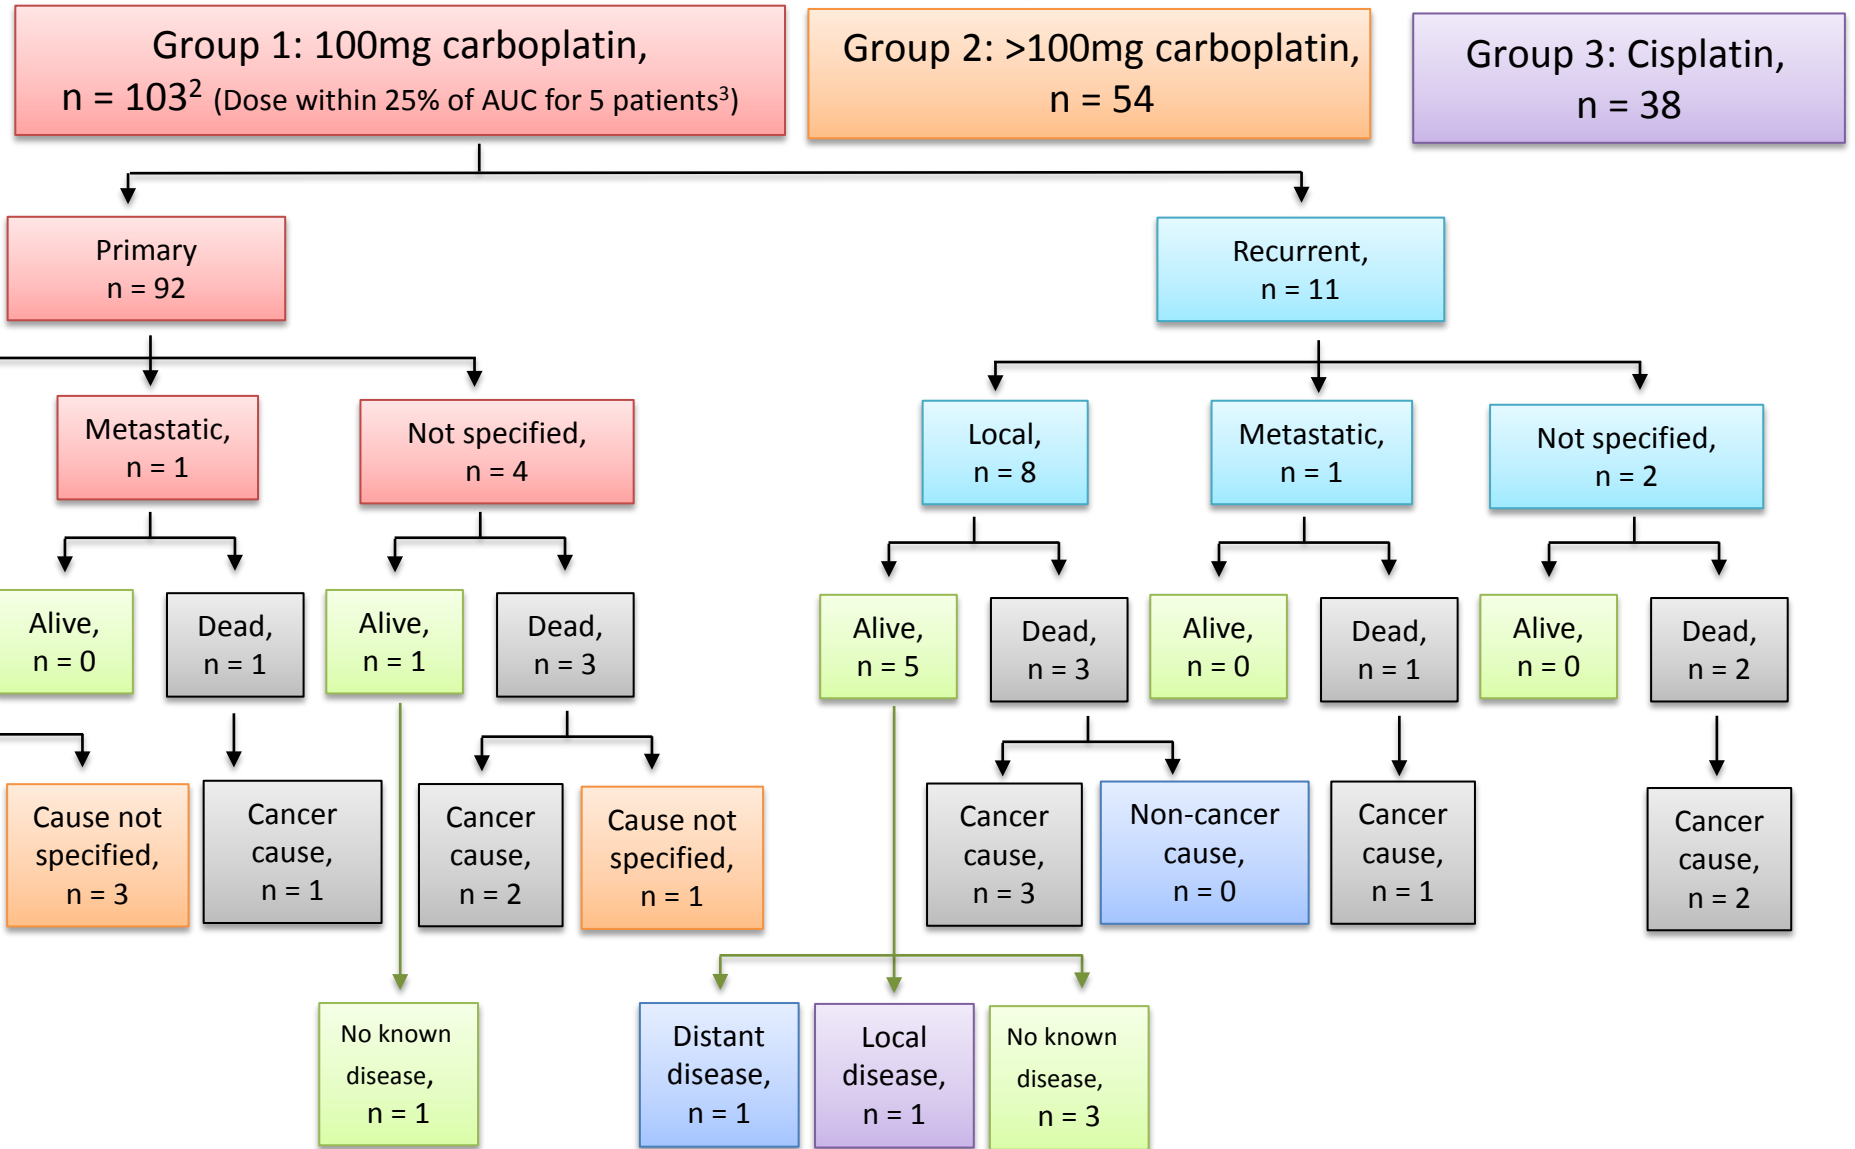 Group 1: 100mg carboplatin,
n = 103² (Dose within 25% of AUC for 5 patients³)
Group 2: >100mg carboplatin,
n = 54
Group 3: Cisplatin,
n = 38
Primary
n = 92
Recurrent,
n = 11
Metastatic,
n = 1
Not specified,
n = 4
Local,
n = 8
Metastatic,
n = 1
Not specified,
n = 2
Alive,
n = 0
Dead,
n = 1
Alive,
n = 1
Dead,
n = 3
Alive,
n = 5
Dead,
n = 3
Alive,
n = 0
Dead,
n = 1
Alive,
n = 0
Dead,
n = 2
Cause not
specified,
n = 3
Cancer
cause,
n = 1
Cancer
cause,
n = 2
Cause not
specified,
n = 1
Cancer
cause,
n = 3
Non-cancer
cause,
n = 0
Cancer
cause,
n = 1
Cancer
cause,
n = 2
No known
disease,
n = 1
Distant
disease,
n = 1
Local
disease,
n = 1
No known
disease,
n = 3